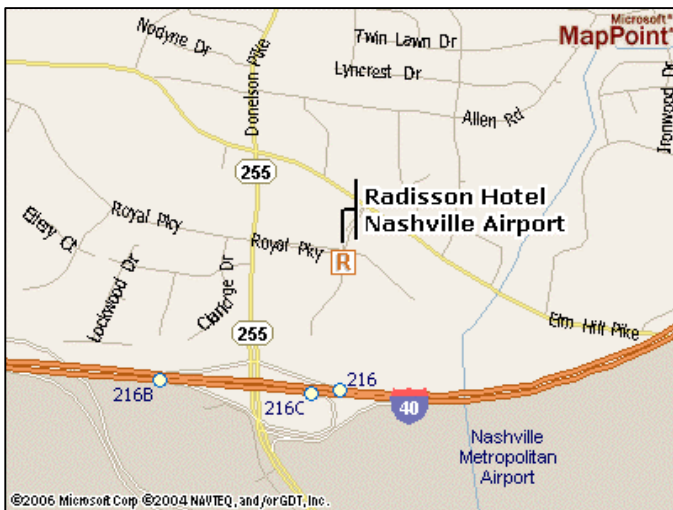 Microsoft®
MapPoint®
Nodyne Dr
Twin Lawn Dr
Lyncrest Dr
Donelson Pike
Allen Rd
Ironwood Dr
255
Radisson Hotel
Nashville Airport
Royal Pky
Royal Pky
Ellery Ct
R
Lockwood Dr
Claridge Dr
255
Elm Hill Pike
216B
216C
216
40
Nashville
Metropolitan
Airport
©2006 Microsoft Corp ©2004 NAVTEQ, and/or GDT, Inc.